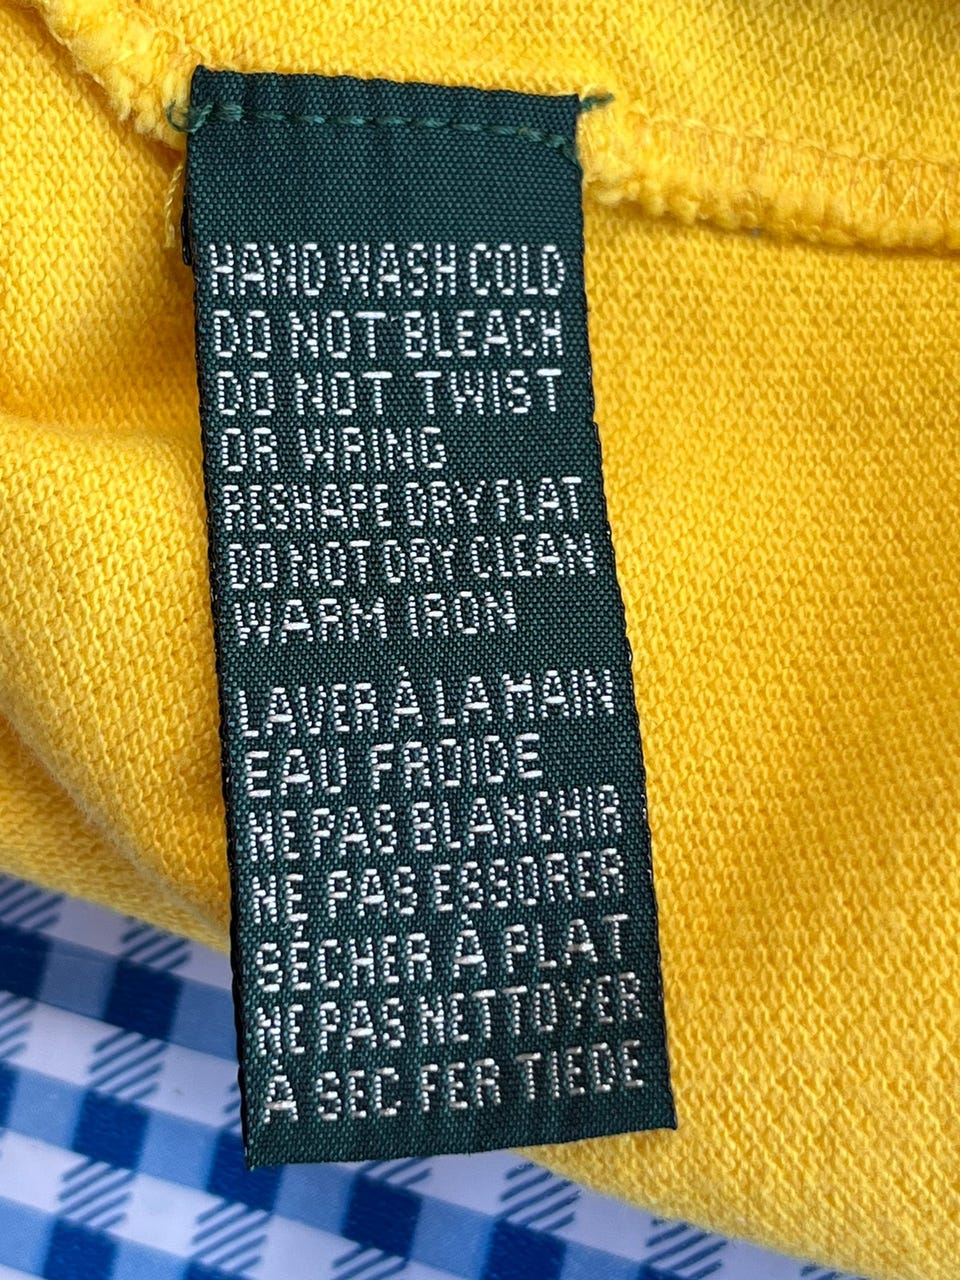 HAND WASH COLD
DO NOT BLEACH
DO NOT TWIST
OR WRING
RESHAPE DRY FLAT
DO NOT DRY CLEAN
WARM IRON
LAVER À LA MAIN
EAU FROIDE
NE PAS BLANCHIR
NE PAS ESSORER
SÉCHER À PLAT
NE PAS NETTOYER
À SEC FER TIEDE